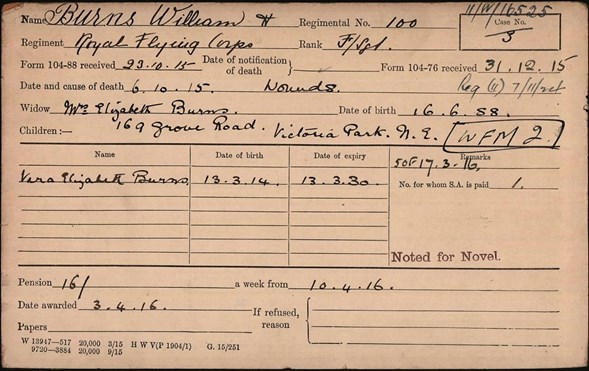 11/W/16525
Name Burns William H Regimental No. 100 Case No. 3
Regiment Royal Flying Corps Rank F/Sgt.
Form 104-88 received 23.10.15 Date of notification of death } Form 104-76 received 31.12.15
Date and cause of death 6.10.15. Wounds. Reg (11) 7/11/
Widow Mrs Elizabeth Burns. Date of birth 16.6.88.
Children:— 169 Grove Road. Victoria Park. N.E. WFM 2.
Name Date of birth Date of expiry Remarks
SOF 17.3.16.
Vera Elizabeth Burns. 13.3.14. 13.3.30. No. for whom S.A. is paid 1.
Noted for Novel.
Pension 16/ a week from 10.4.16.
Date awarded 3.4.16. If refused, reason
Papers
W 13947—517 20,000 3/15 H W V(P 1904/1) G. 15/251
9720—3884 20,000 9/15